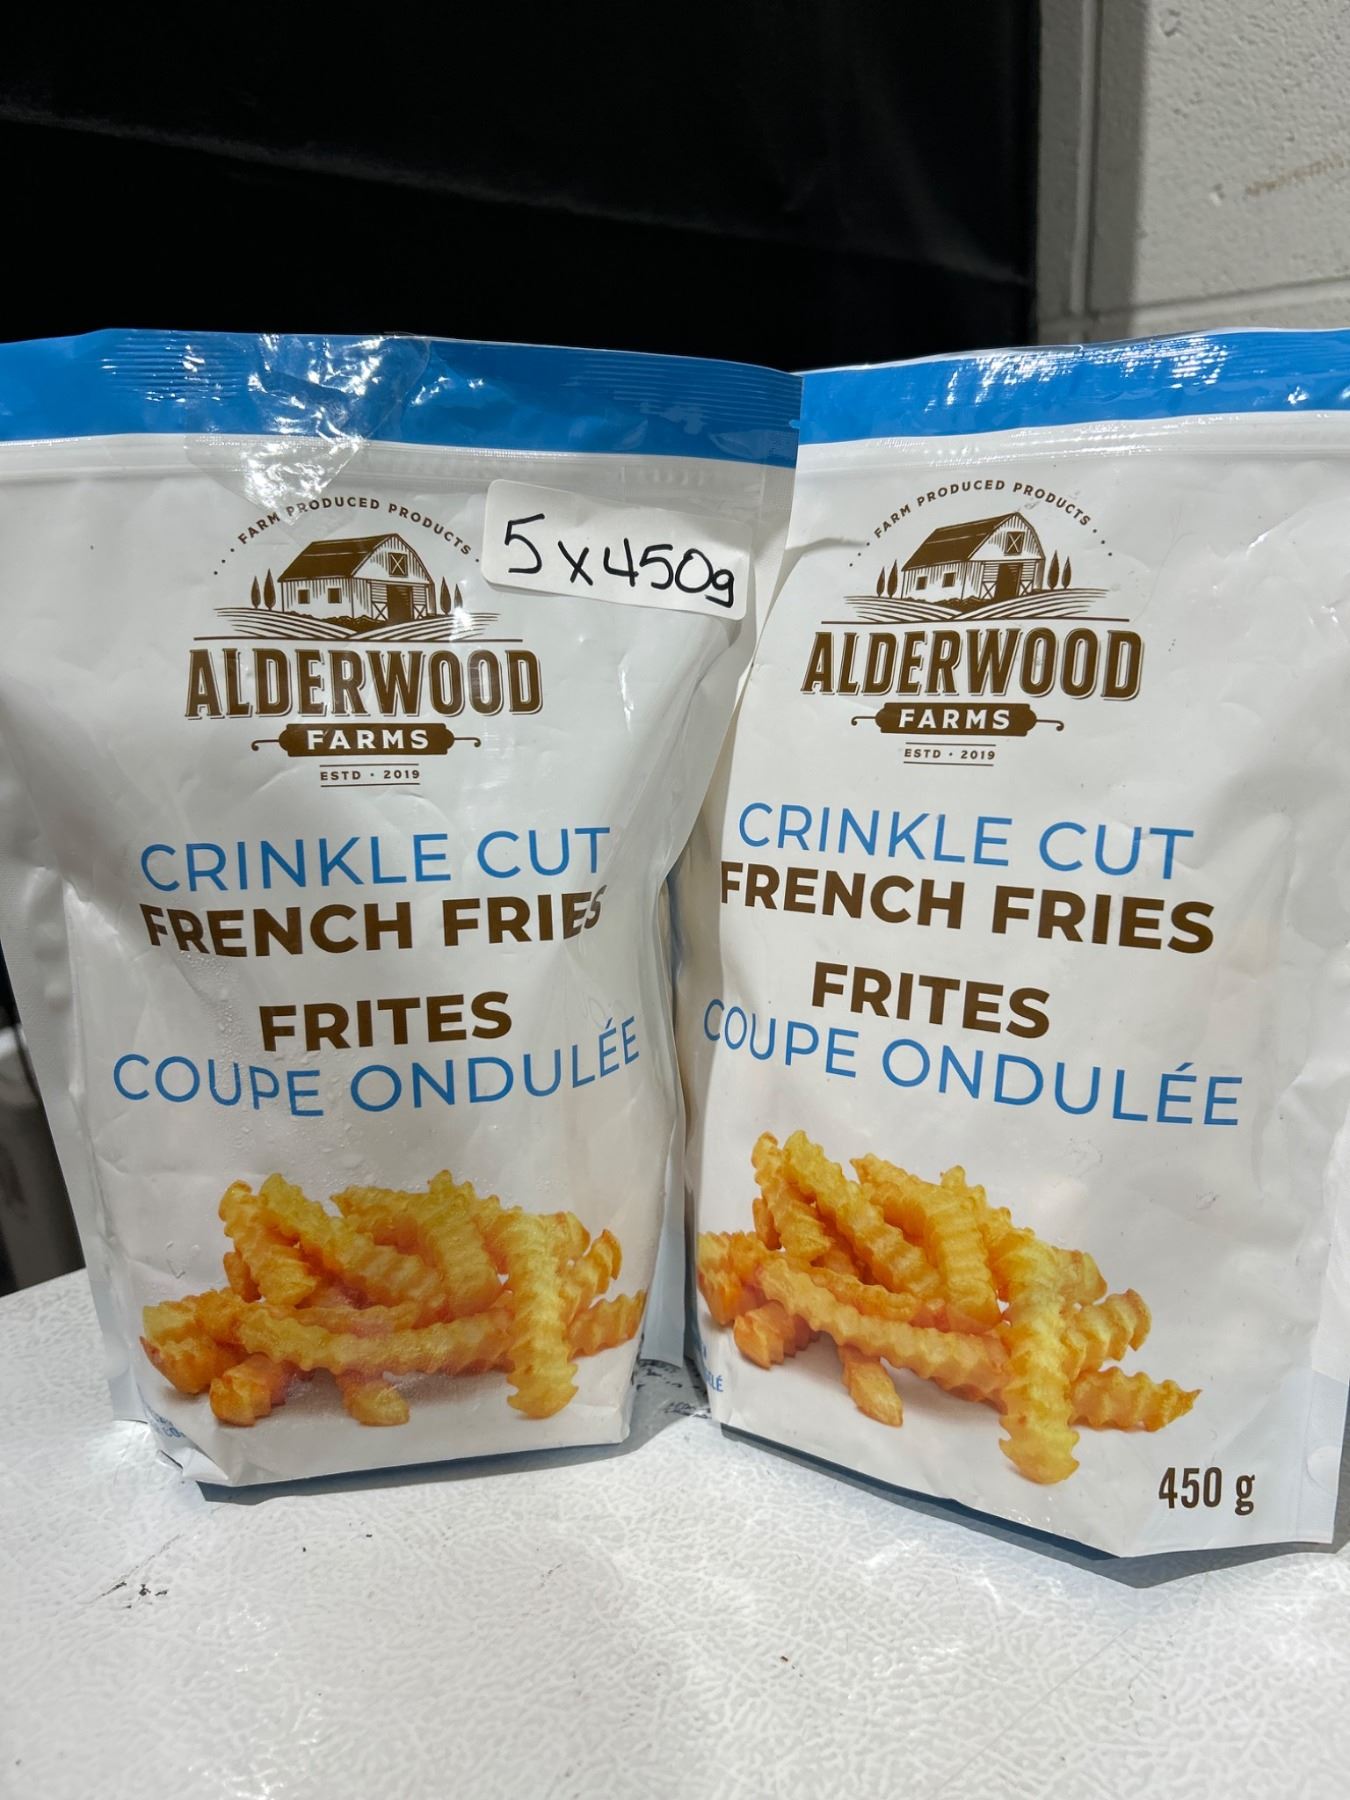 FARM PRODUCED PRODUCTS
5 x 450g
ALDERWOOD
FARMS
ESTD • 2019
CRINKLE CUT
FRENCH FRIES
FRITES
COUPE ONDULÉE
FARM PRODUCED PRODUCTS
ALDERWOOD
FARMS
ESTD • 2019
CRINKLE CUT
FRENCH FRIES
FRITES
COUPE ONDULÉE
450 g